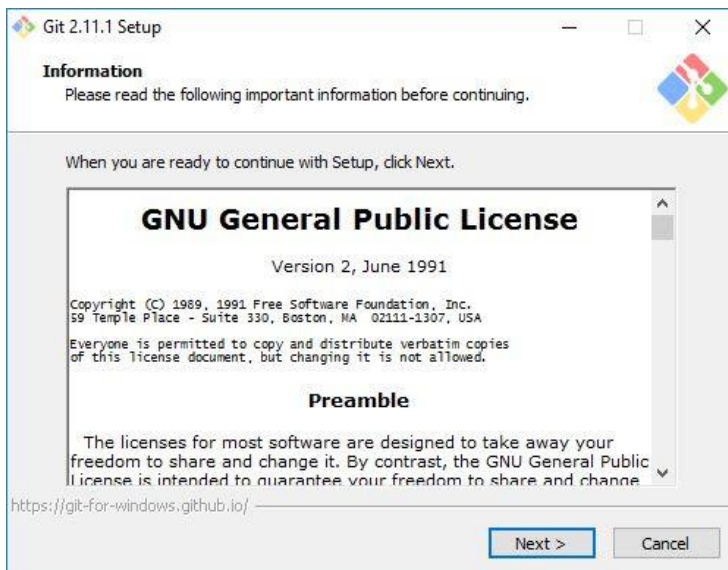 Git 2.11.1 Setup
Information
Please read the following important information before continuing.
When you are ready to continue with Setup, click Next.
GNU General Public License
Version 2, June 1991
Copyright (C) 1989, 1991 Free Software Foundation, Inc.
59 Temple Place - Suite 330, Boston, MA 02111-1307, USA
Everyone is permitted to copy and distribute verbatim copies
of this license document, but changing it is not allowed.
Preamble
The licenses for most software are designed to take away your
freedom to share and change it. By contrast, the GNU General Public
License is intended to guarantee your freedom to share and change
https://git-for-windows.github.io/
Next >
Cancel